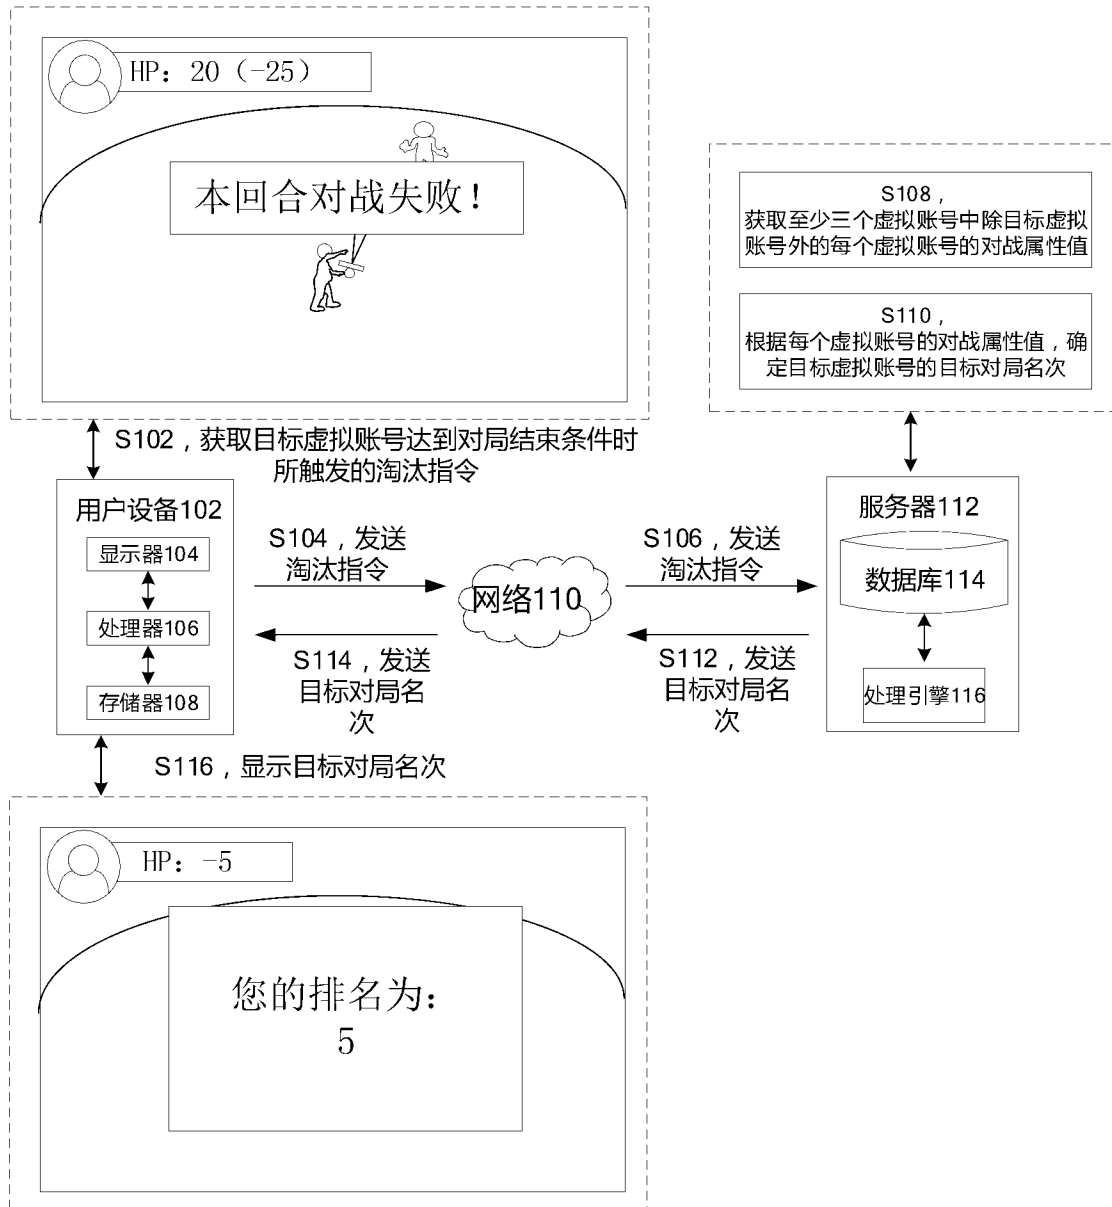 HP：20（-25）
本回合对战失败！
S108，
获取至少三个虚拟账号中除目标虚拟
账号外的每个虚拟账号的对战属性值
S110，
根据每个虚拟账号的对战属性值，确
定目标虚拟账号的目标对局名次
S102，获取目标虚拟账号达到对局结束条件时
所触发的淘汰指令
用户设备102
显示器104
处理器106
存储器108
S104，发送
淘汰指令
网络110
S106，发送
淘汰指令
S114，发送
目标对局名
次
S112，发送
目标对局名
次
服务器112
数据库114
处理引擎116
S116，显示目标对局名次
HP：-5
您的排名为：
5